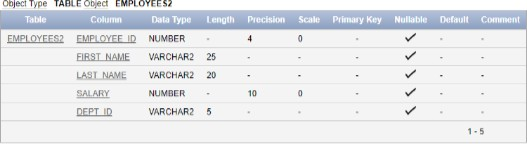 Object Type TABLE Object EMPLOYEES2
Table Column Data Type Length Precision Scale Primary Key Nullable Default Comment
EMPLOYEES2 EMPLOYEE_ID NUMBER - 4 0 - ✓ - -
FIRST_NAME VARCHAR2 25 - - - ✓ - -
LAST_NAME VARCHAR2 20 - - - ✓ - -
SALARY NUMBER - 10 0 - ✓ - -
DEPT_ID VARCHAR2 5 - - - ✓ - -
1 - 5